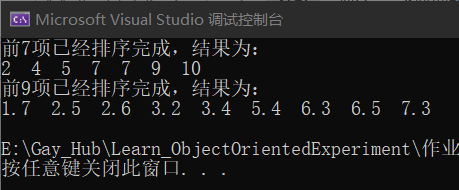 Microsoft Visual Studio 调试控制台
前7项已经排序完成，结果为：
2  4  5  7  7  9  10
前9项已经排序完成，结果为：
1.7  2.5  2.6  3.2  3.4  5.4  6.3  6.5  7.3
E:\Gay_Hub\Learn_ObjectOrientedExperiment\作业
按任意键关闭此窗口. . .